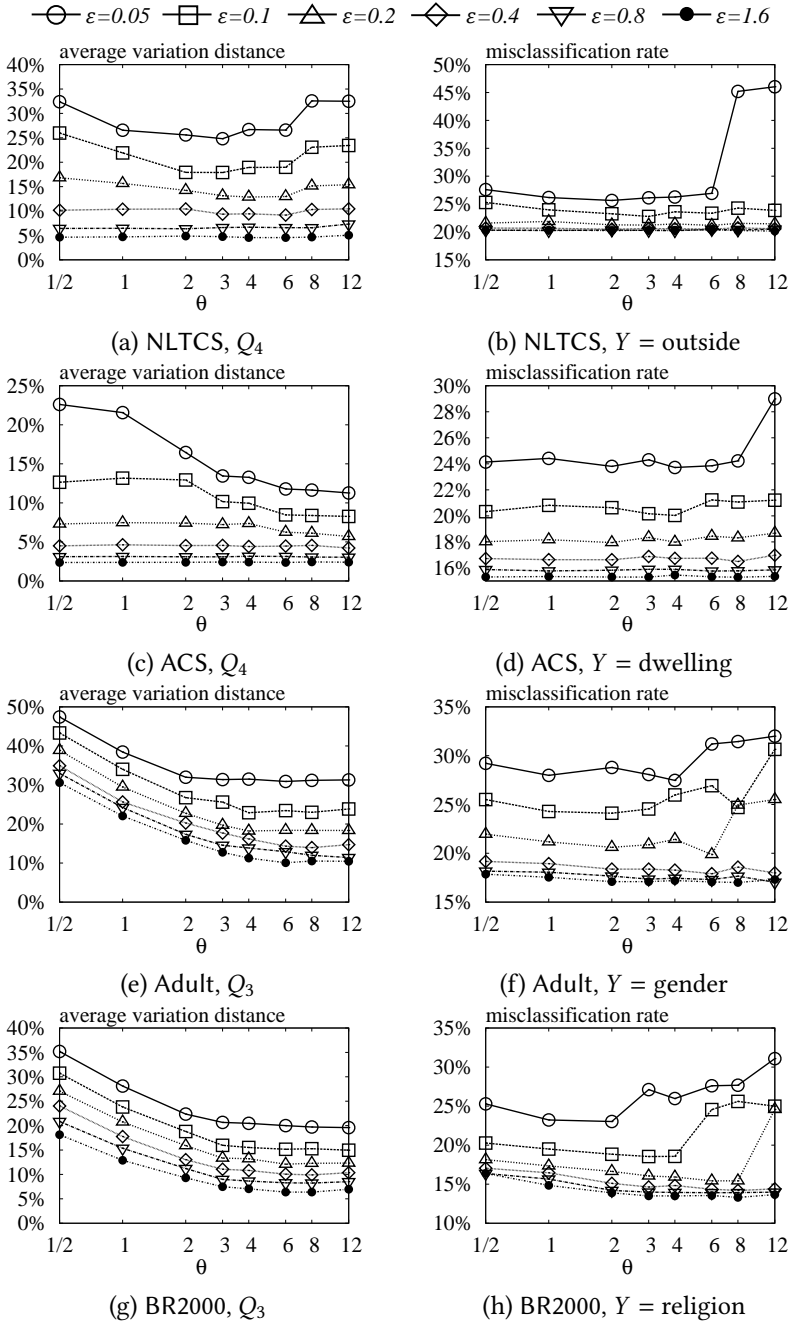 ε=0.05 ε=0.1 ε=0.2 ε=0.4 ε=0.8 ε=1.6
average variation distance
40%
35%
30%
25%
20%
15%
10%
5%
0%
1/2 1 2 3 4 6 8 12
θ
(a) NLTCS, Q4
misclassification rate
50%
45%
40%
35%
30%
25%
20%
15%
1/2 1 2 3 4 6 8 12
θ
(b) NLTCS, Y = outside
average variation distance
25%
20%
15%
10%
5%
0%
1/2 1 2 3 4 6 8 12
θ
(c) ACS, Q4
misclassification rate
30%
28%
26%
24%
22%
20%
18%
16%
1/2 1 2 3 4 6 8 12
θ
(d) ACS, Y = dwelling
average variation distance
50%
40%
30%
20%
10%
0%
1/2 1 2 3 4 6 8 12
θ
(e) Adult, Q3
misclassification rate
35%
30%
25%
20%
15%
1/2 1 2 3 4 6 8 12
θ
(f) Adult, Y = gender
average variation distance
40%
35%
30%
25%
20%
15%
10%
5%
0%
1/2 1 2 3 4 6 8 12
θ
(g) BR2000, Q3
misclassification rate
35%
30%
25%
20%
15%
10%
1/2 1 2 3 4 6 8 12
θ
(h) BR2000, Y = religion